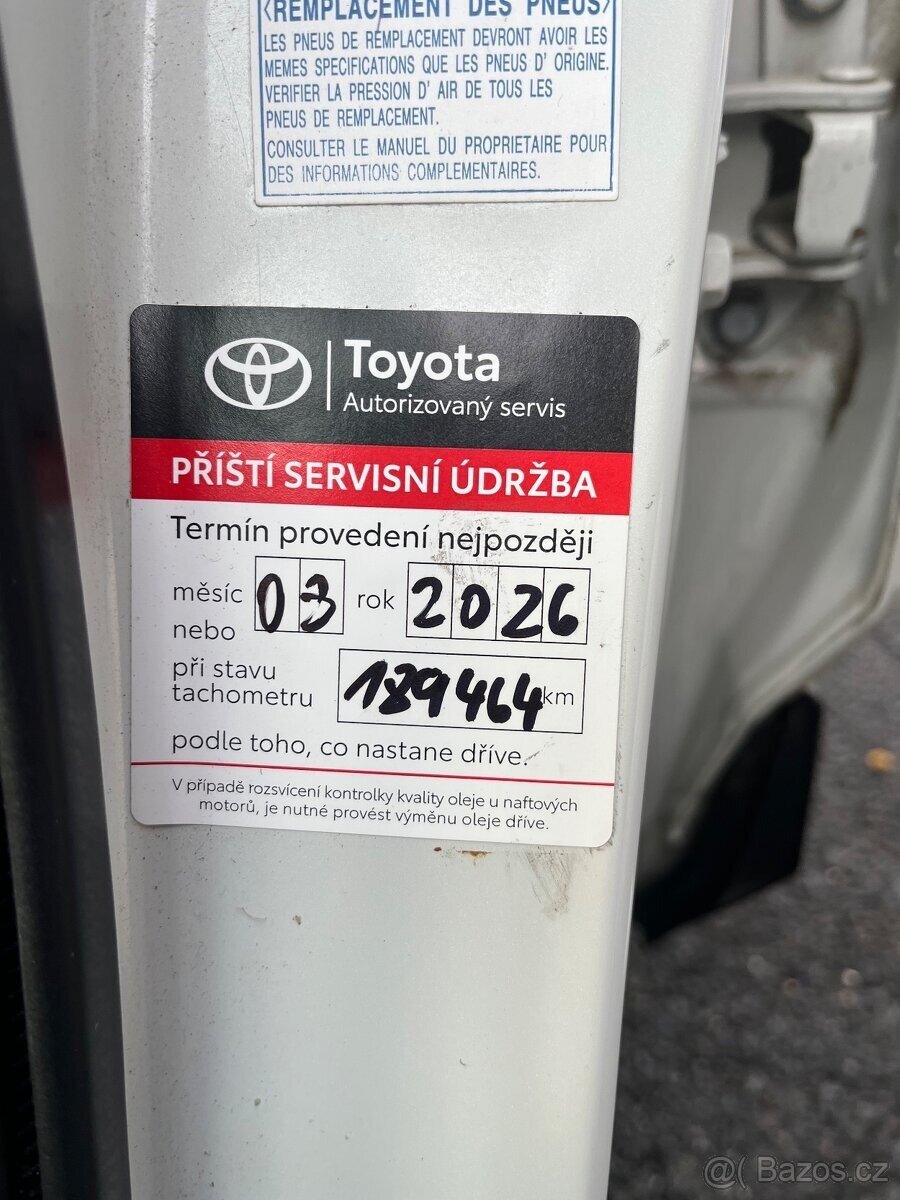 <REMPLACEMENT DES PNEUS>
LES PNEUS DE REMPLACEMENT DEVRONT AVOIR LES
MEMES SPECIFICATIONS QUE LES PNEUS D' ORIGINE.
VERIFIER LA PRESSION D' AIR DE TOUS LES
PNEUS DE REMPLACEMENT.
CONSULTER LE MANUEL DU PROPRIETAIRE POUR
DES INFORMATIONS COMPLEMENTAIRES.
Toyota
Autorizovaný servis
PŘÍŠTÍ SERVISNÍ ÚDRŽBA
Termín provedení nejpozději
měsíc 03 rok 2026
nebo
při stavu
tachometru 189464 km
podle toho, co nastane dříve.
V případě rozsvícení kontrolky kvality oleje u naftových
motorů, je nutné provést výměnu oleje dříve.
@ Bazos.cz